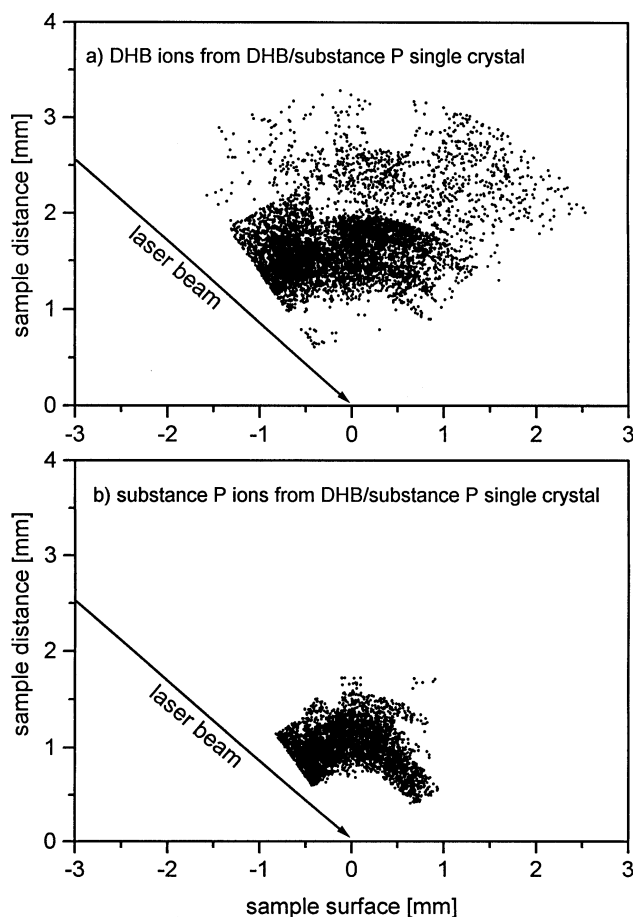 4
a) DHB ions from DHB/substance P single crystal
3
2
1
0
sample distance [mm]
laser beam
-3 -2 -1 0 1 2 3
4
b) substance P ions from DHB/substance P single crystal
3
2
1
0
sample distance [mm]
laser beam
-3 -2 -1 0 1 2 3
sample surface [mm]